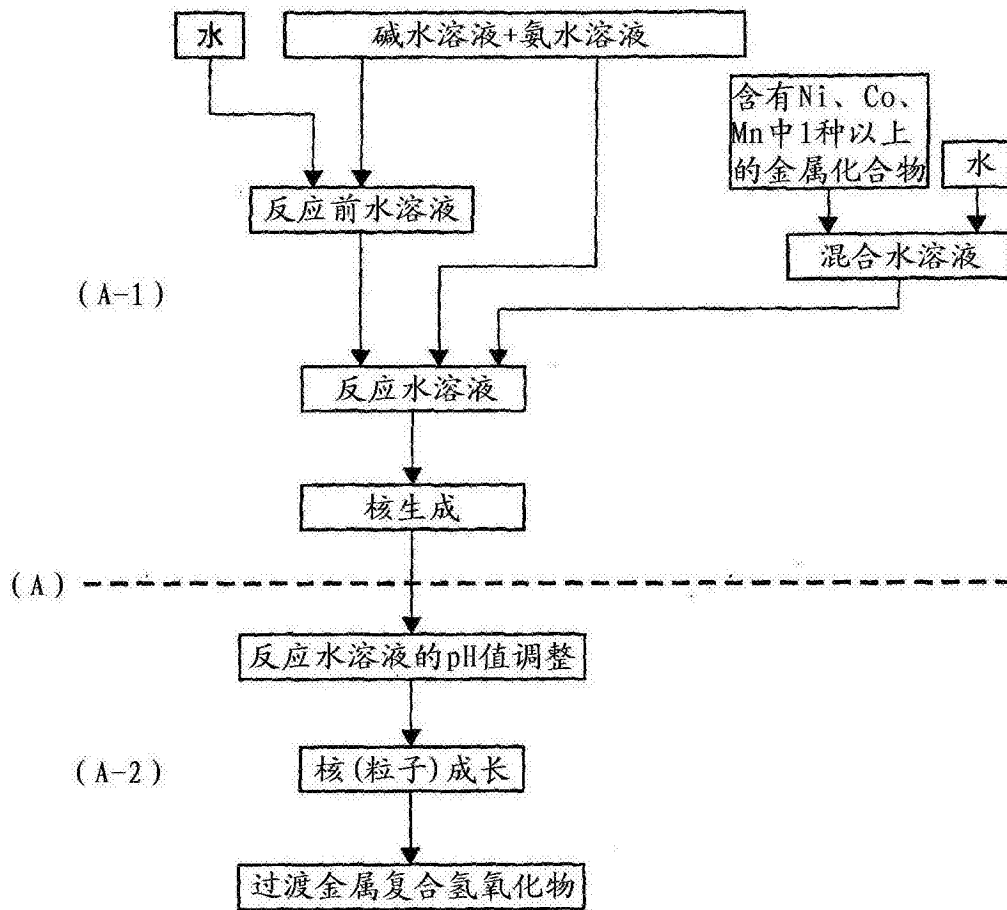 水
碱水溶液+氨水溶液
含有Ni、Co、
Mn中1种以上
的金属化合物
水
反应前水溶液
混合水溶液
(A-1)
反应水溶液
核生成
(A)
反应水溶液的pH值调整
(A-2)
核(粒子)成长
过渡金属复合氢氧化物